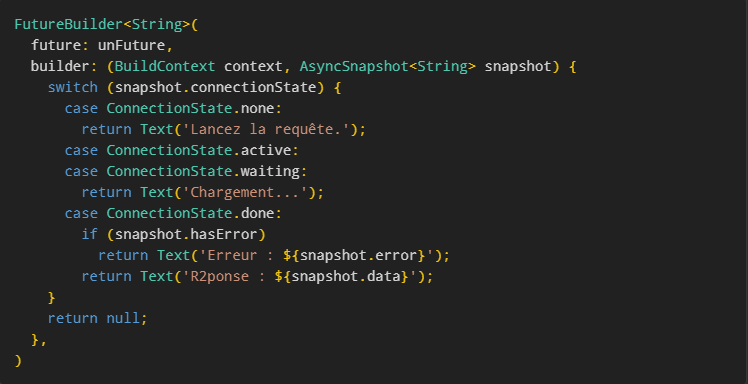 FutureBuilder<String>(
  future: unFuture,
  builder: (BuildContext context, AsyncSnapshot<String> snapshot) {
    switch (snapshot.connectionState) {
      case ConnectionState.none:
        return Text('Lancez la requête.');
      case ConnectionState.active:
      case ConnectionState.waiting:
        return Text('Chargement...');
      case ConnectionState.done:
        if (snapshot.hasError)
          return Text('Erreur : ${snapshot.error}');
        return Text('R2ponse : ${snapshot.data}');
    }
    return null;
  },
)